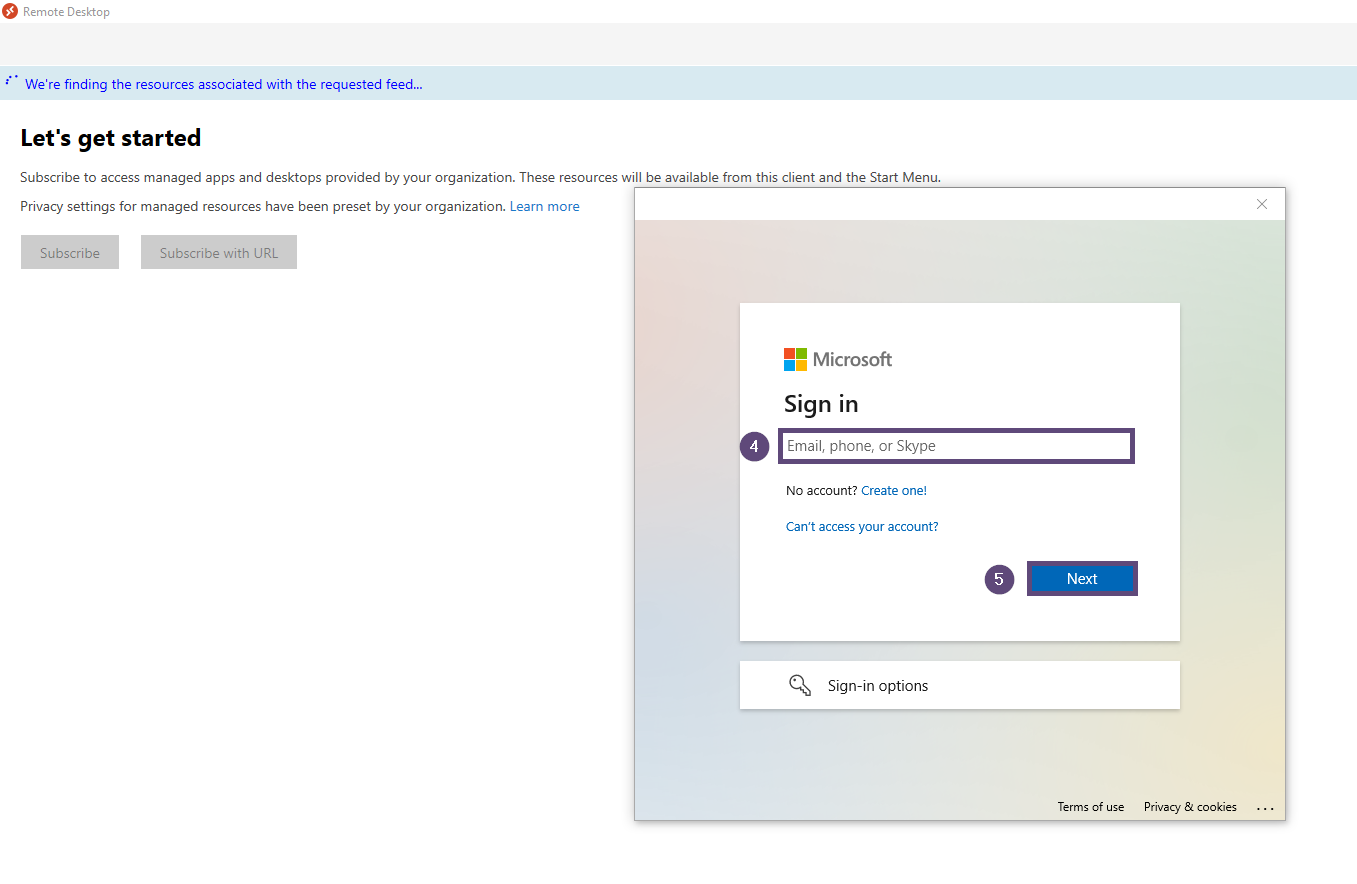 Remote Desktop
We're finding the resources associated with the requested feed...
Let's get started
Subscribe to access managed apps and desktops provided by your organization. These resources will be available from this client and the Start Menu.
Privacy settings for managed resources have been preset by your organization. Learn more
Subscribe
Subscribe with URL
Microsoft
Sign in
4
Email, phone, or Skype
No account? Create one!
Can't access your account?
5
Next
Sign-in options
Terms of use
Privacy & cookies
...